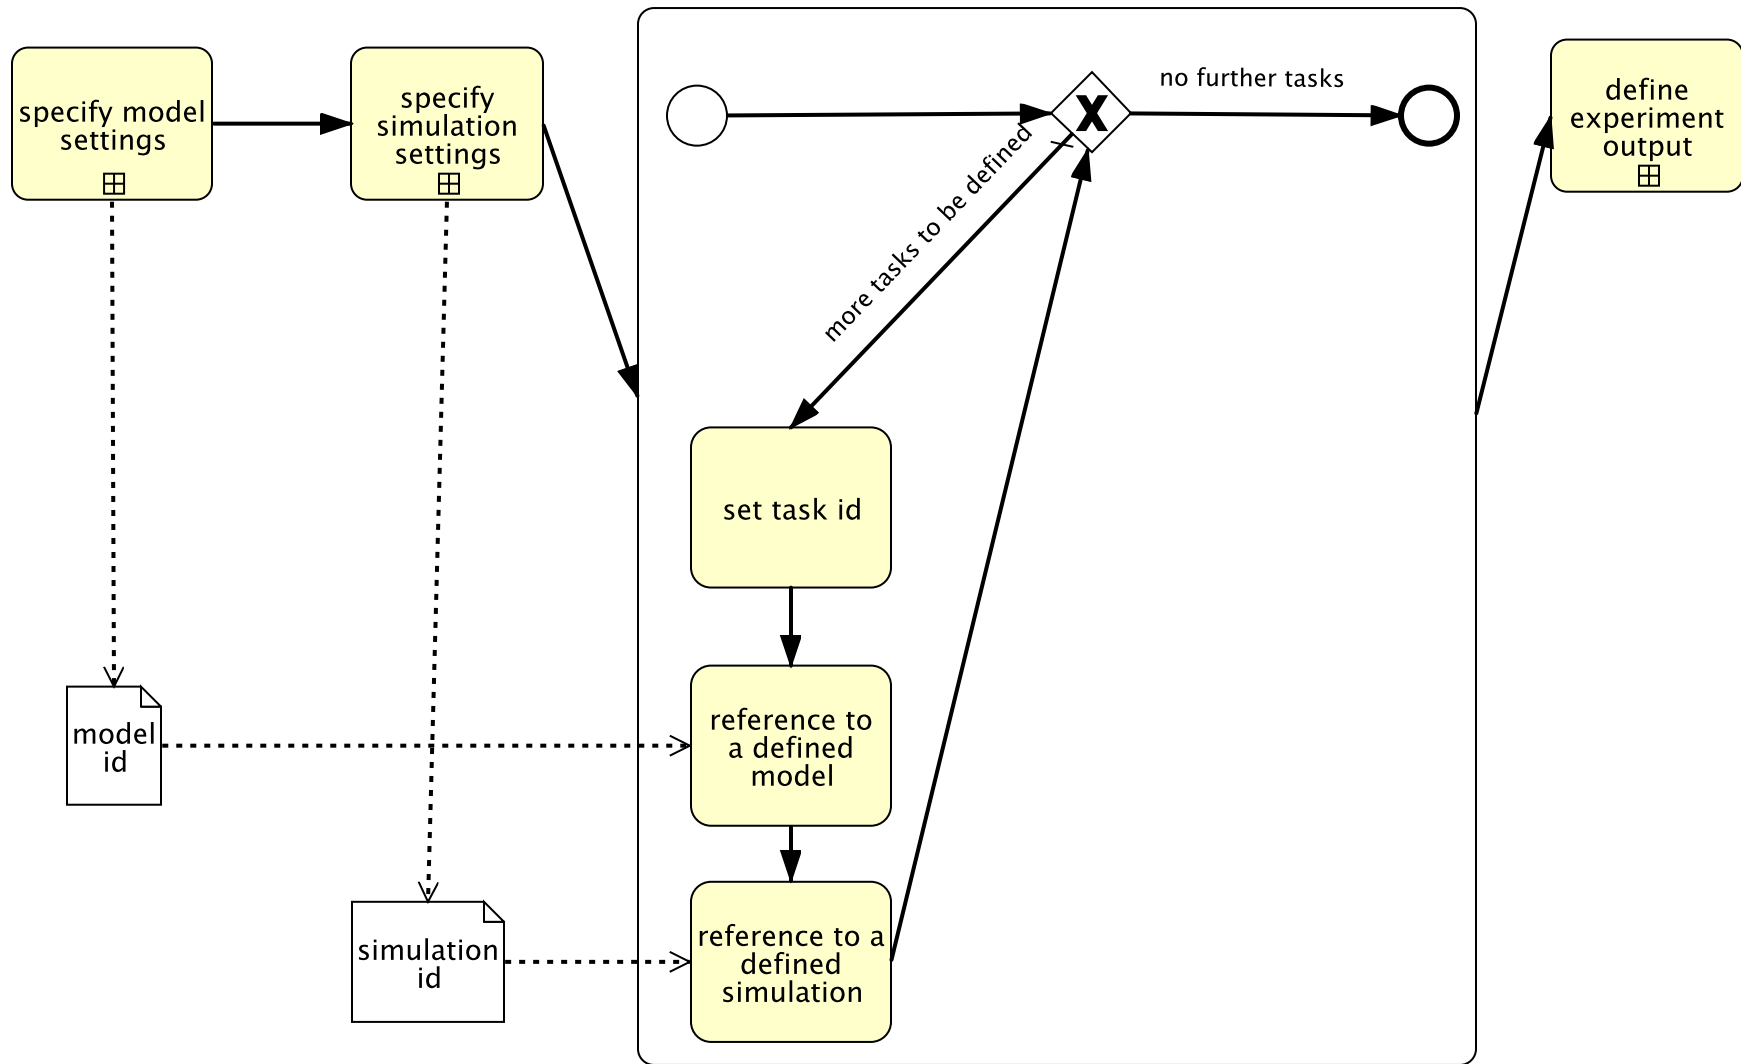 specify model
settings
specify
simulation
settings
no further tasks
X
define
experiment
output
more tasks to be defined
set task id
model
id
reference to
a defined
model
simulation
id
reference to a
defined
simulation